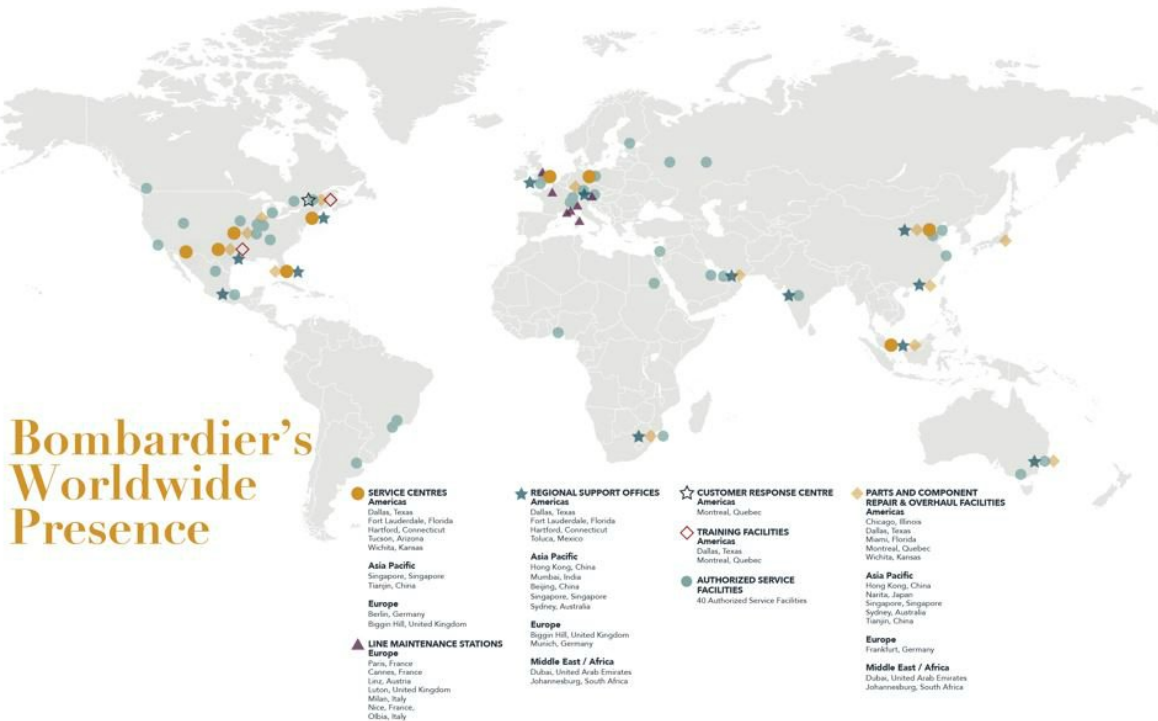 Bombardier's
Worldwide
Presence
SERVICE CENTRES
Americas
Dallas, Texas
Fort Lauderdale, Florida
Hartford, Connecticut
Tucson, Arizona
Wichita, Kansas
Asia Pacific
Singapore, Singapore
Tianjin, China
Europe
Berlin, Germany
Biggin Hill, United Kingdom
LINE MAINTENANCE STATIONS
Europe
Paris, France
Cannes, France
Linz, Austria
Luton, United Kingdom
Milan, Italy
Nice, France,
Olbia, Italy
REGIONAL SUPPORT OFFICES
Americas
Dallas, Texas
Fort Lauderdale, Florida
Hartford, Connecticut
Toluca, Mexico
Asia Pacific
Hong Kong, China
Mumbai, India
Beijing, China
Singapore, Singapore
Sydney, Australia
Europe
Biggin Hill, United Kingdom
Munich, Germany
Middle East / Africa
Dubai, United Arab Emirates
Johannesburg, South Africa
CUSTOMER RESPONSE CENTRE
Americas
Montreal, Quebec
TRAINING FACILITIES
Americas
Dallas, Texas
Montreal, Quebec
AUTHORIZED SERVICE
FACILITIES
40 Authorized Service Facilities
PARTS AND COMPONENT
REPAIR & OVERHAUL FACILITIES
Americas
Chicago, Illinois
Dallas, Texas
Miami, Florida
Montreal, Quebec
Wichita, Kansas
Asia Pacific
Hong Kong, China
Narita, Japan
Singapore, Singapore
Sydney, Australia
Tianjin, China
Europe
Frankfurt, Germany
Middle East / Africa
Dubai, United Arab Emirates
Johannesburg, South Africa